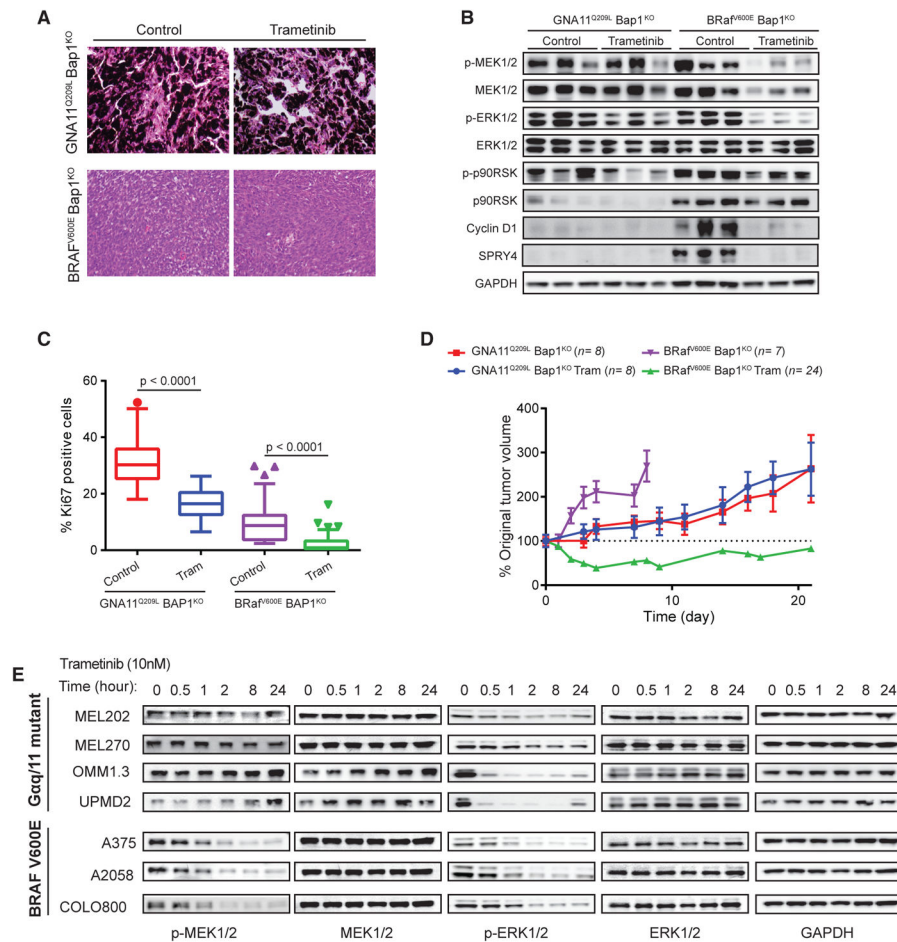 A
Control Trametinib
GNA11Q209L Bap1KO
BRAFV600E Bap1KO
B
GNA11Q209L Bap1KO BRafV600E Bap1KO
Control Trametinib Control Trametinib
p-MEK1/2
MEK1/2
p-ERK1/2
ERK1/2
p-p90RSK
p90RSK
Cyclin D1
SPRY4
GAPDH
C
% Ki67 positive cells
60
40
20
0
p < 0.0001
p < 0.0001
Control Tram Control Tram
GNA11Q209L BAP1KO BRafV600E BAP1KO
D
GNA11Q209L Bap1KO (n= 8) BRafV600E Bap1KO (n= 7)
GNA11Q209L Bap1KO Tram (n= 8) BRafV600E Bap1KO Tram (n= 24)
% Original tumor volume
400
300
200
100
0
0 10 20
Time (day)
E
Trametinib (10nM)
Time (hour): 0 0.5 1 2 8 24 0 0.5 1 2 8 24 0 0.5 1 2 8 24 0 0.5 1 2 8 24 0 0.5 1 2 8 24
Gαq/11 mutant
MEL202
MEL270
OMM1.3
UPMD2
BRAF V600E
A375
A2058
COLO800
p-MEK1/2 MEK1/2 p-ERK1/2 ERK1/2 GAPDH